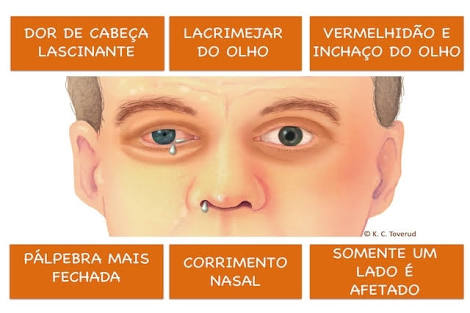 DOR DE CABEÇA
LASCINANTE
LACRIMEJAR
DO OLHO
VERMELHIDÃO E
INCHAÇO DO OLHO
© K. C. Toverud
PÁLPEBRA MAIS
FECHADA
CORRIMENTO
NASAL
SOMENTE UM
LADO É
AFETADO